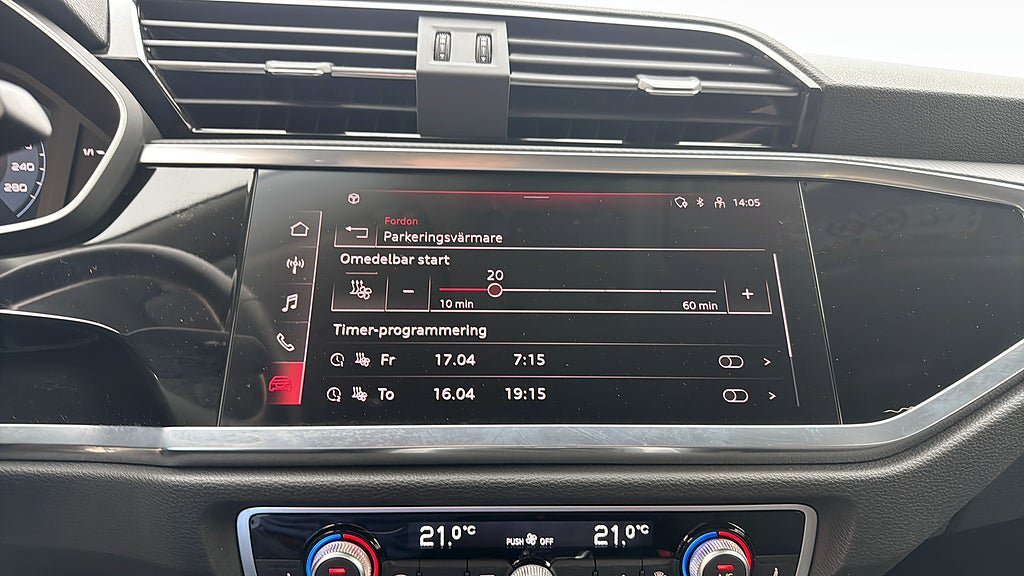 240
260
14:05
Fordon
Parkeringsvärmare
Omedelbar start
20
10 min
60 min
Timer-programmering
Fr 17.04 7:15
To 16.04 19:15
21.0°C
PUSH OFF
21.0°C
A/C